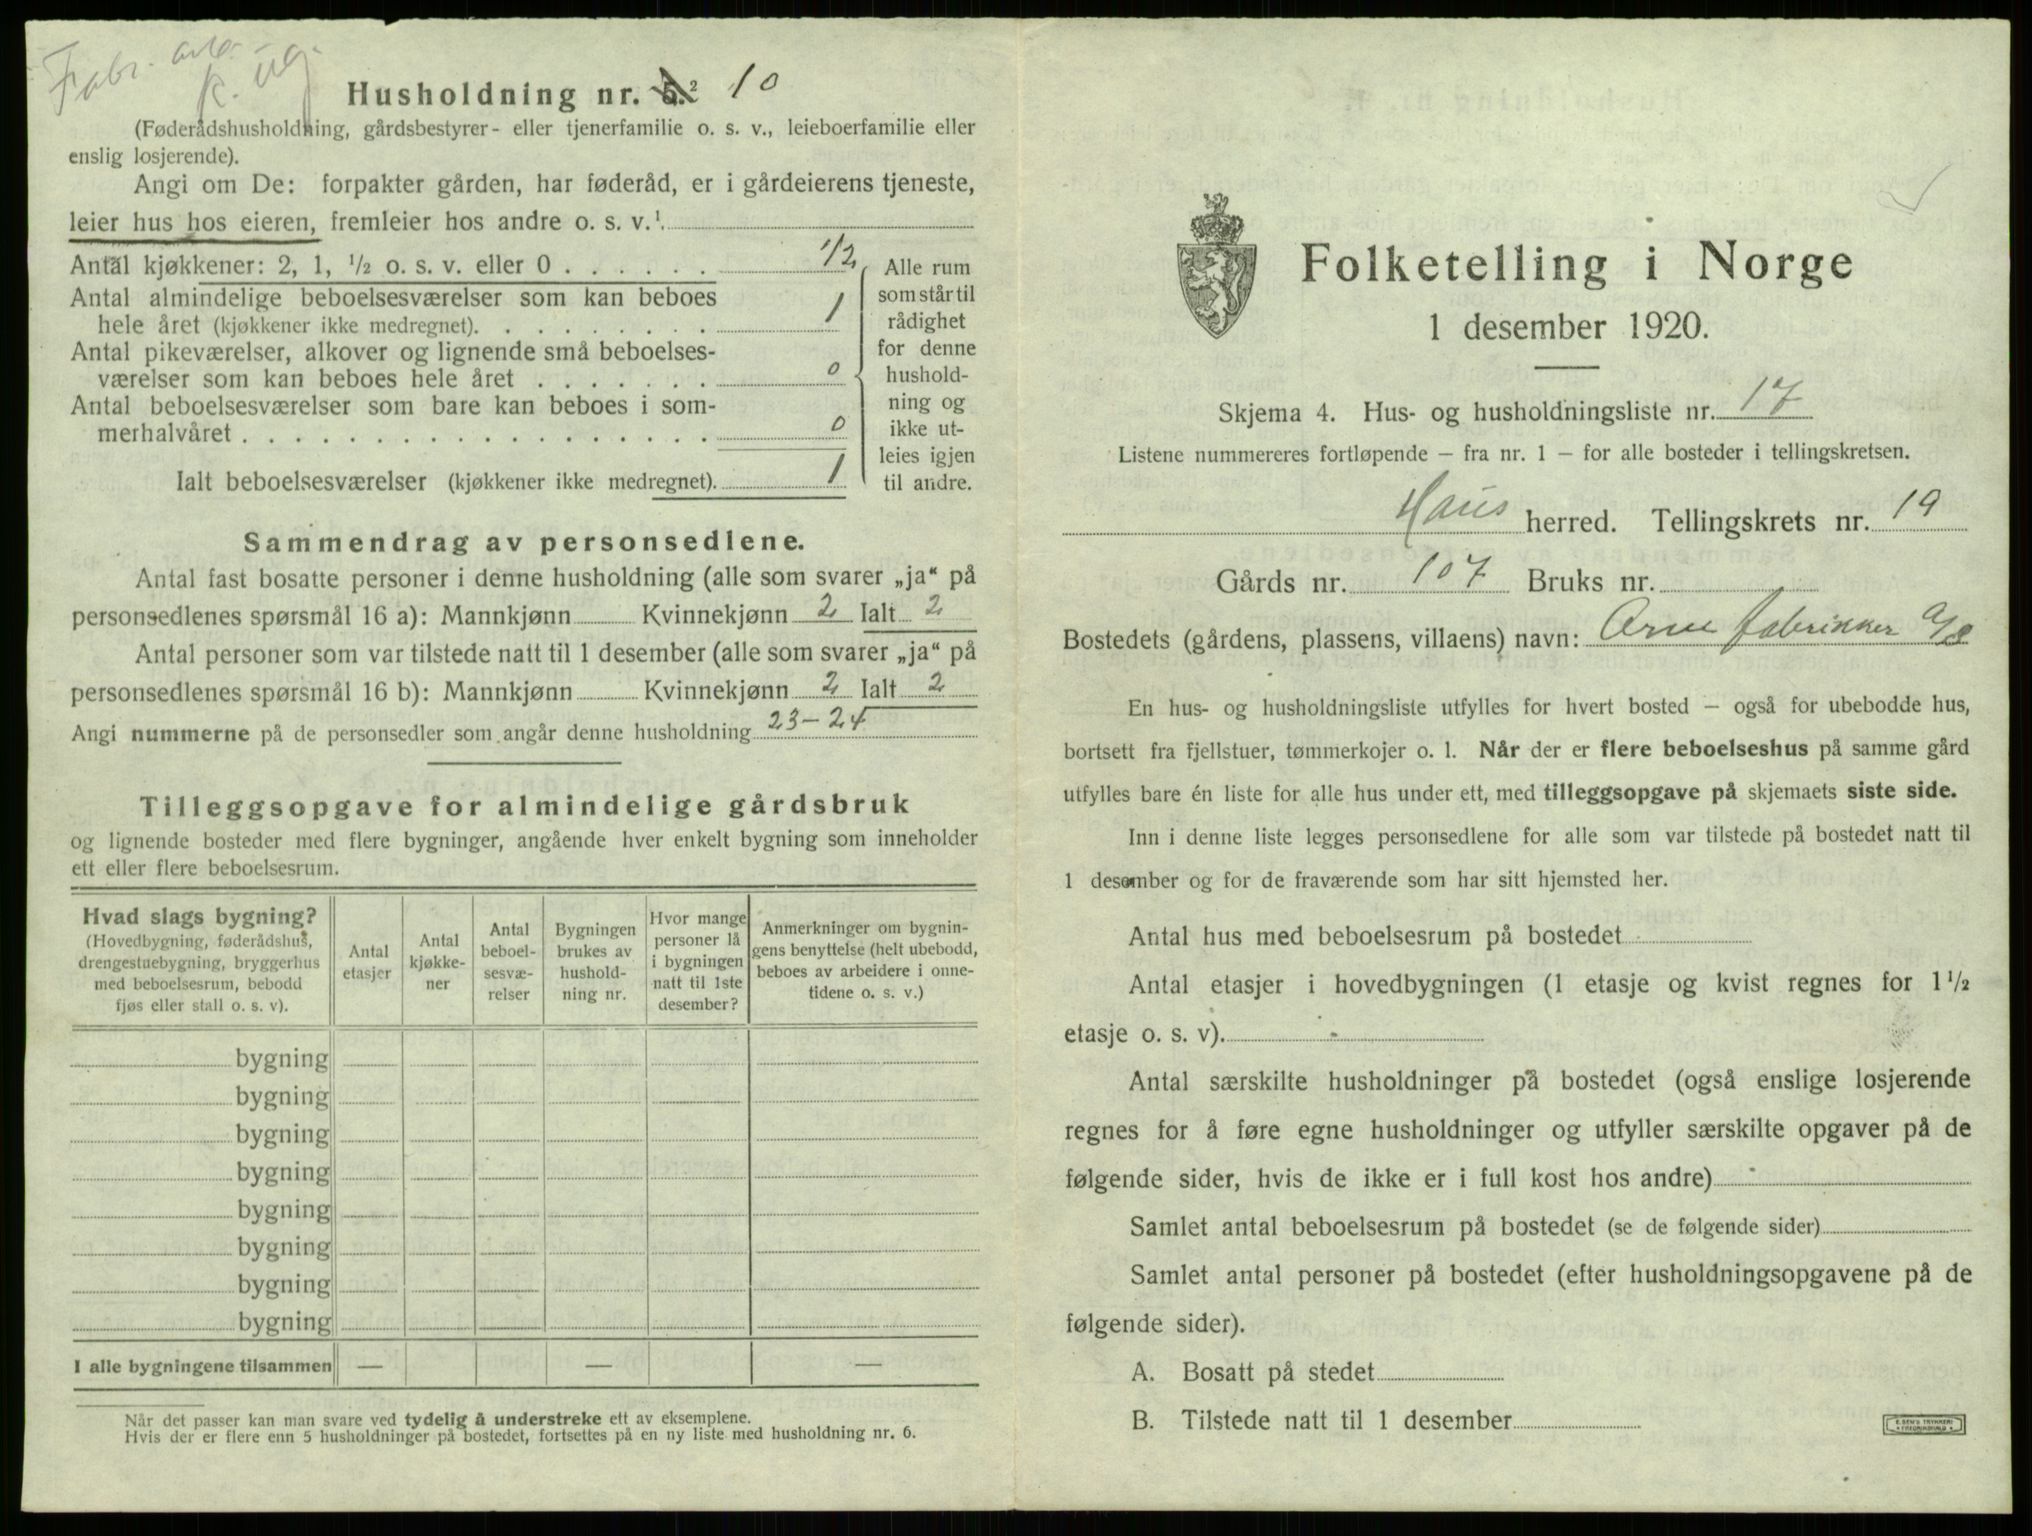 Fabr. arb.
K. ug.
Husholdning nr. 5.² 10
(Føderådshusholdning, gårdsbestyrer- eller tjenerfamilie o. s. v., leieboerfamilie eller
enslig losjerende).
Angi om De: forpakter gården, har føderåd, er i gårdeierens tjeneste,
leier hus hos eieren, fremleier hos andre o. s. v.¹
Antal kjøkkener: 2, 1, ½ o. s. v. eller 0 . . . . . . 1/2
Antal almindelige beboelsesværelser som kan beboes
hele året (kjøkkener ikke medregnet). . . . . . . . . 1
Antal pikeværelser, alkover og lignende små beboelses-
værelser som kan beboes hele året . . . . . . . 0
Antal beboelsesværelser som bare kan beboes i som-
merhalvåret . . . . . . . . . . . . . . . . . 0
Ialt beboelsesværelser (kjøkkener ikke medregnet). 1
Alle rum
som står til
rådighet
for denne
hushold-
ning og
ikke ut-
leies igjen
til andre.
Sammendrag av personsedlene.
Antal fast bosatte personer i denne husholdning (alle som svarer „ja“ på
personsedlenes spørsmål 16 a): Mannkjønn Kvinnekjønn 2 Ialt 2
Antal personer som var tilstede natt til 1 desember (alle som svarer „ja“ på
personsedlenes spørsmål 16 b): Mannkjønn Kvinnekjønn 2 Ialt 2
Angi nummerne på de personsedler som angår denne husholdning 23-24
Tilleggsopgave for almindelige gårdsbruk
og lignende bosteder med flere bygninger, angående hver enkelt bygning som inneholder
ett eller flere beboelsesrum.
Hvad slags bygning?
(Hovedbygning, føderådshus,
drengestuebygning, bryggerhus
med beboelsesrum, bebodd
fjøs eller stall o. s. v).
Antal
etasjer
Antal
kjøkke-
ner
Antal
beboel-
sesvæ-
relser
Bygningen
brukes av
hushold-
ning nr.
Hvor mange
personer lå
i bygningen
natt til 1ste
desember?
Anmerkninger om bygnin-
gens benyttelse (helt ubebodd,
beboes av arbeidere i onne-
tidene o. s. v.)
bygning
bygning
bygning
bygning
bygning
bygning
bygning
bygning
I alle bygningene tilsammen — — —
Når det passer kan man svare ved tydelig å understreke ett av eksemplene.
Hvis der er flere enn 5 husholdninger på bostedet, fortsettes på en ny liste med husholdning nr. 6.
Folketelling i Norge
1 desember 1920.
Skjema 4. Hus- og husholdningsliste nr. 17
Listene nummereres fortløpende — fra nr. 1 — for alle bosteder i tellingskretsen.
Haus herred. Tellingskrets nr. 19
Gårds nr. 107 Bruks nr.
Bostedets (gårdens, plassens, villaens) navn: Arne fabrikker A/S
En hus- og husholdningsliste utfylles for hvert bosted — også for ubebodde hus,
bortsett fra fjellstuer, tømmerkojer o. l. Når der er flere beboelseshus på samme gård
utfylles bare én liste for alle hus under ett, med tilleggsopgave på skjemaets siste side.
Inn i denne liste legges personsedlene for alle som var tilstede på bostedet natt til
1 desember og for de fraværende som har sitt hjemsted her.
Antal hus med beboelsesrum på bostedet
Antal etasjer i hovedbygningen (1 etasje og kvist regnes for 1½
etasje o. s. v).
Antal særskilte husholdninger på bostedet (også enslige losjerende
regnes for å føre egne husholdninger og utfyller særskilte opgaver på de
følgende sider, hvis de ikke er i full kost hos andre)
Samlet antal beboelsesrum på bostedet (se de følgende sider)
Samlet antal personer på bostedet (efter husholdningsopgavene på de
følgende sider).
A. Bosatt på stedet
B. Tilstede natt til 1 desember